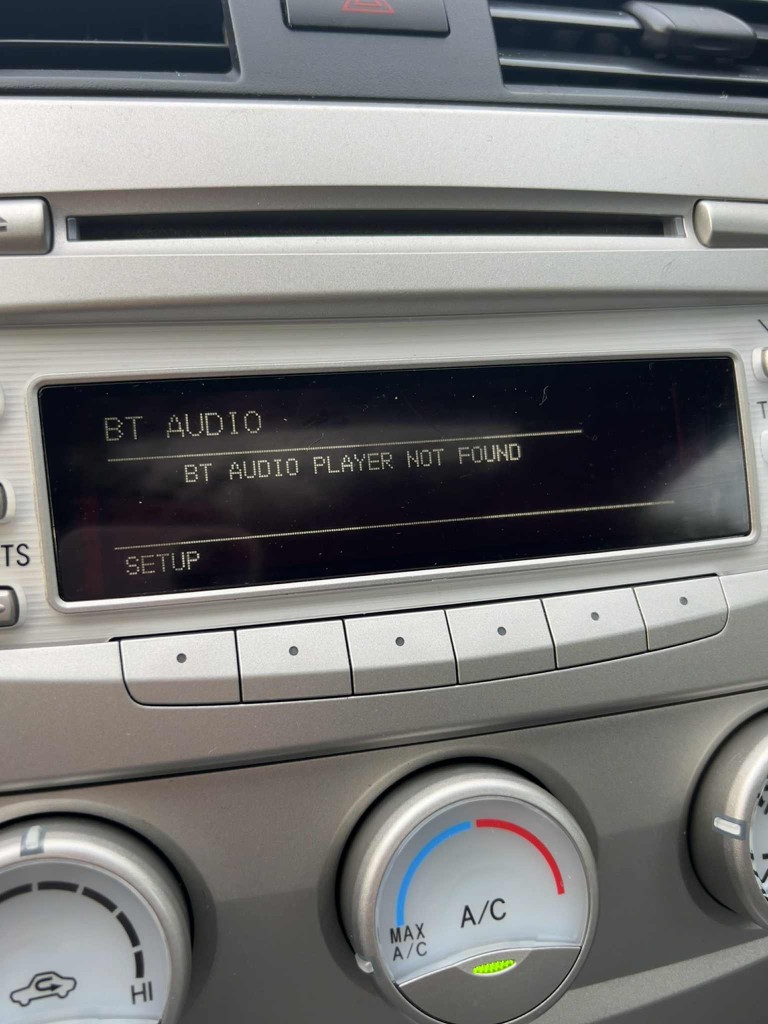 BT AUDIO
BT AUDIO PLAYER NOT FOUND
TS
SETUP
T
MAX
A/C
A/C
HI